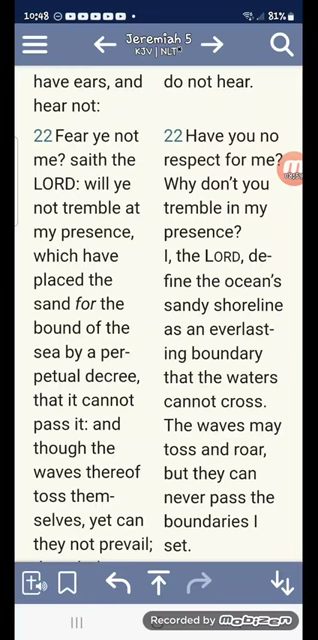 10:48
81%
Jeremiah 5
KJV | NLT
have ears, and
hear not:
22 Fear ye not
me? saith the
LORD: will ye
not tremble at
my presence,
which have
placed the
sand for the
bound of the
sea by a per-
petual decree,
that it cannot
pass it: and
though the
waves thereof
toss them-
selves, yet can
they not prevail;
do not hear.
22 Have you no
respect for me?
Why don't you
tremble in my
presence?
I, the LORD, de-
fine the ocean's
sandy shoreline
as an everlast-
ing boundary
that the waters
cannot cross.
The waves may
toss and roar,
but they can
never pass the
boundaries I
set.
Recorded by mobizen